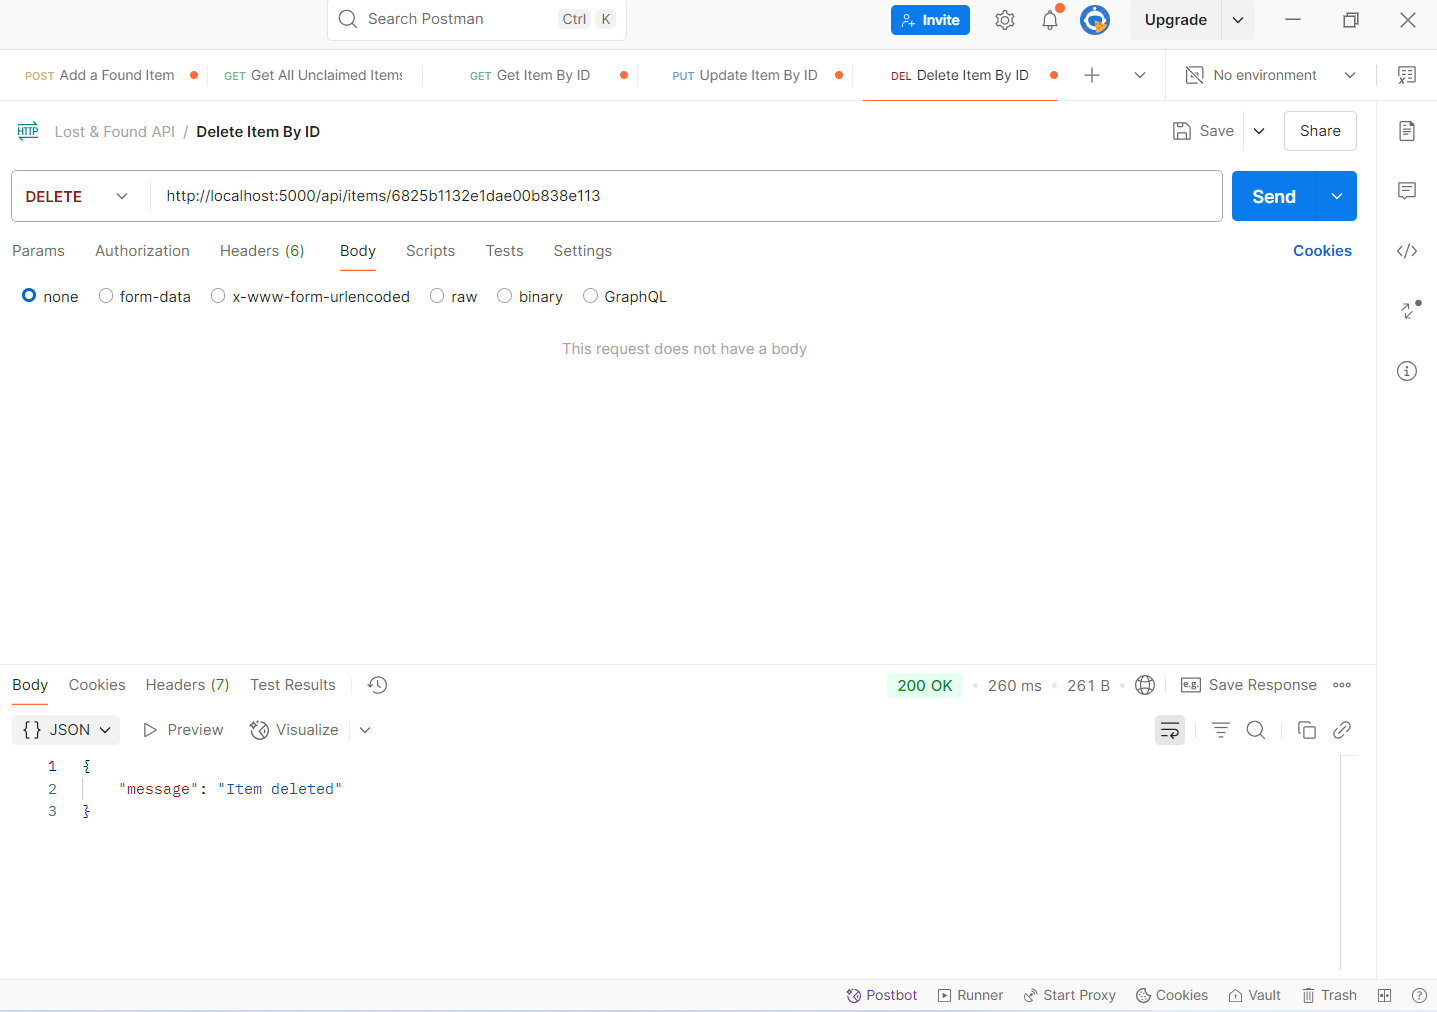 Search Postman Ctrl K Invite Upgrade
POST Add a Found Item GET Get All Unclaimed Items GET Get Item By ID PUT Update Item By ID DEL Delete Item By ID No environment
HTTP Lost & Found API / Delete Item By ID Save Share
DELETE http://localhost:5000/api/items/6825b1132e1dae00b838e113 Send
Params Authorization Headers (6) Body Scripts Tests Settings Cookies
none form-data x-www-form-urlencoded raw binary GraphQL
This request does not have a body
Body Cookies Headers (7) Test Results 200 OK 260 ms 261 B e.g. Save Response
{} JSON Preview Visualize
1 {
2 "message": "Item deleted"
3 }
Postbot Runner Start Proxy Cookies Vault Trash